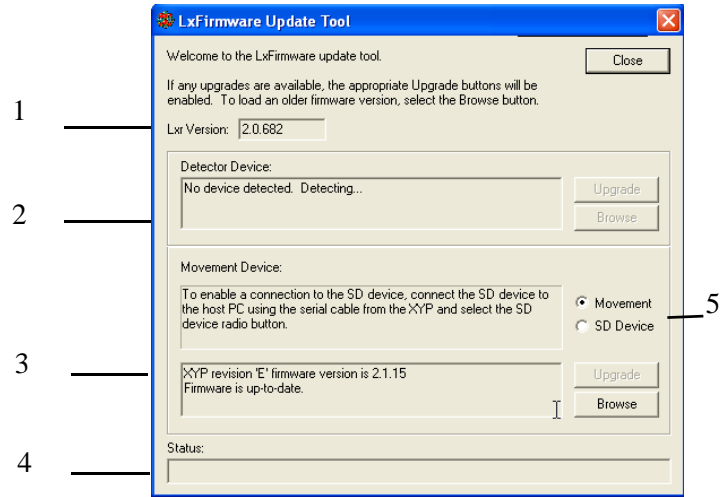 LxFirmware Update Tool
Welcome to the LxFirmware update tool.
Close
If any upgrades are available, the appropriate Upgrade buttons will be
enabled. To load an older firmware version, select the Browse button.
1
Lxr Version: 2.0.682
Detector Device:
No device detected. Detecting...
Upgrade
2
Browse
Movement Device:
To enable a connection to the SD device, connect the SD device to
the host PC using the serial cable from the XYP and select the SD
device radio button.
Movement
5
SD Device
3
XYP revision 'E' firmware version is 2.1.15
Firmware is up-to-date.
Upgrade
Browse
Status:
4